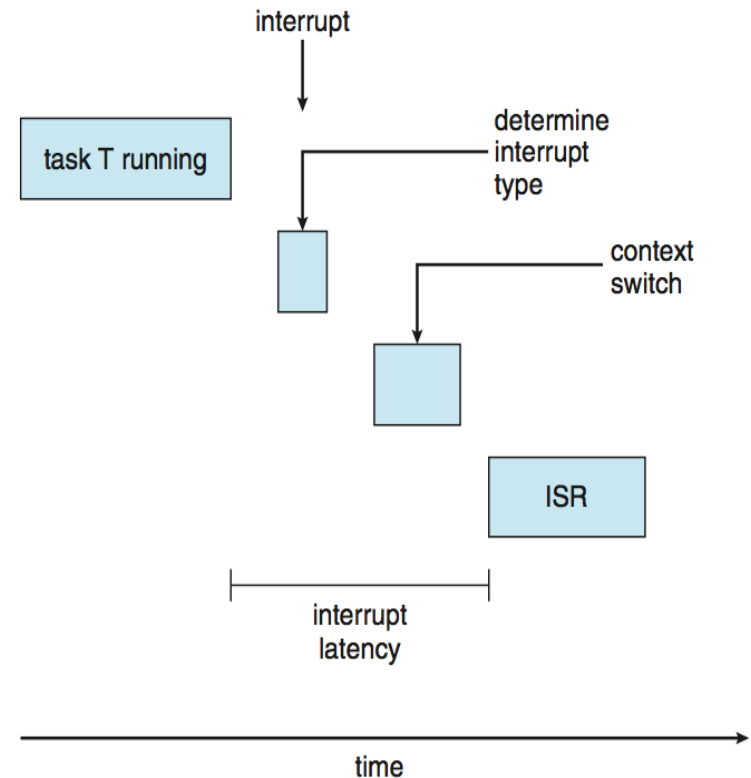 interrupt
task T running
determine
interrupt
type
context
switch
ISR
interrupt
latency
time